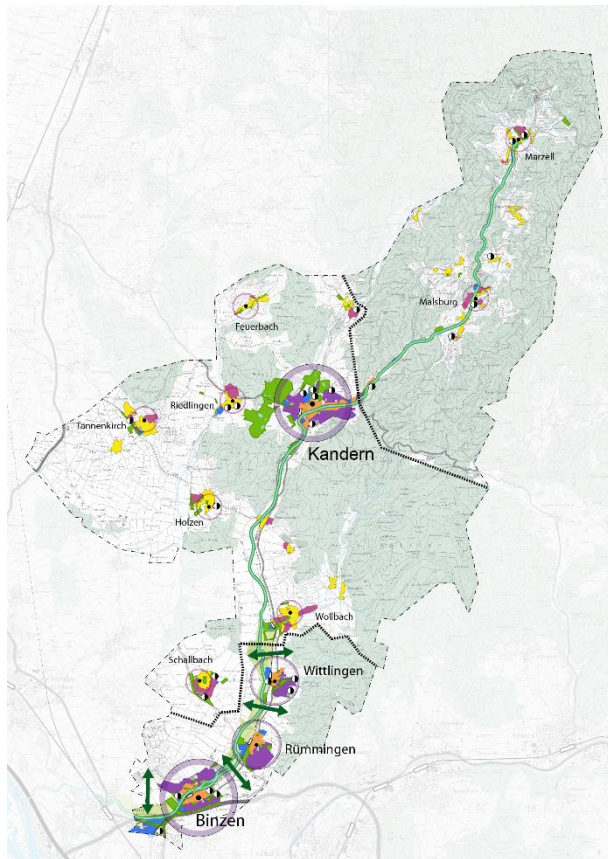 Marzell
Malsburg
Feuerbach
Riedlingen
Tannenkirch
Kandern
Holzen
Wollbach
Schallbach
Wittlingen
Rümmingen
Binzen